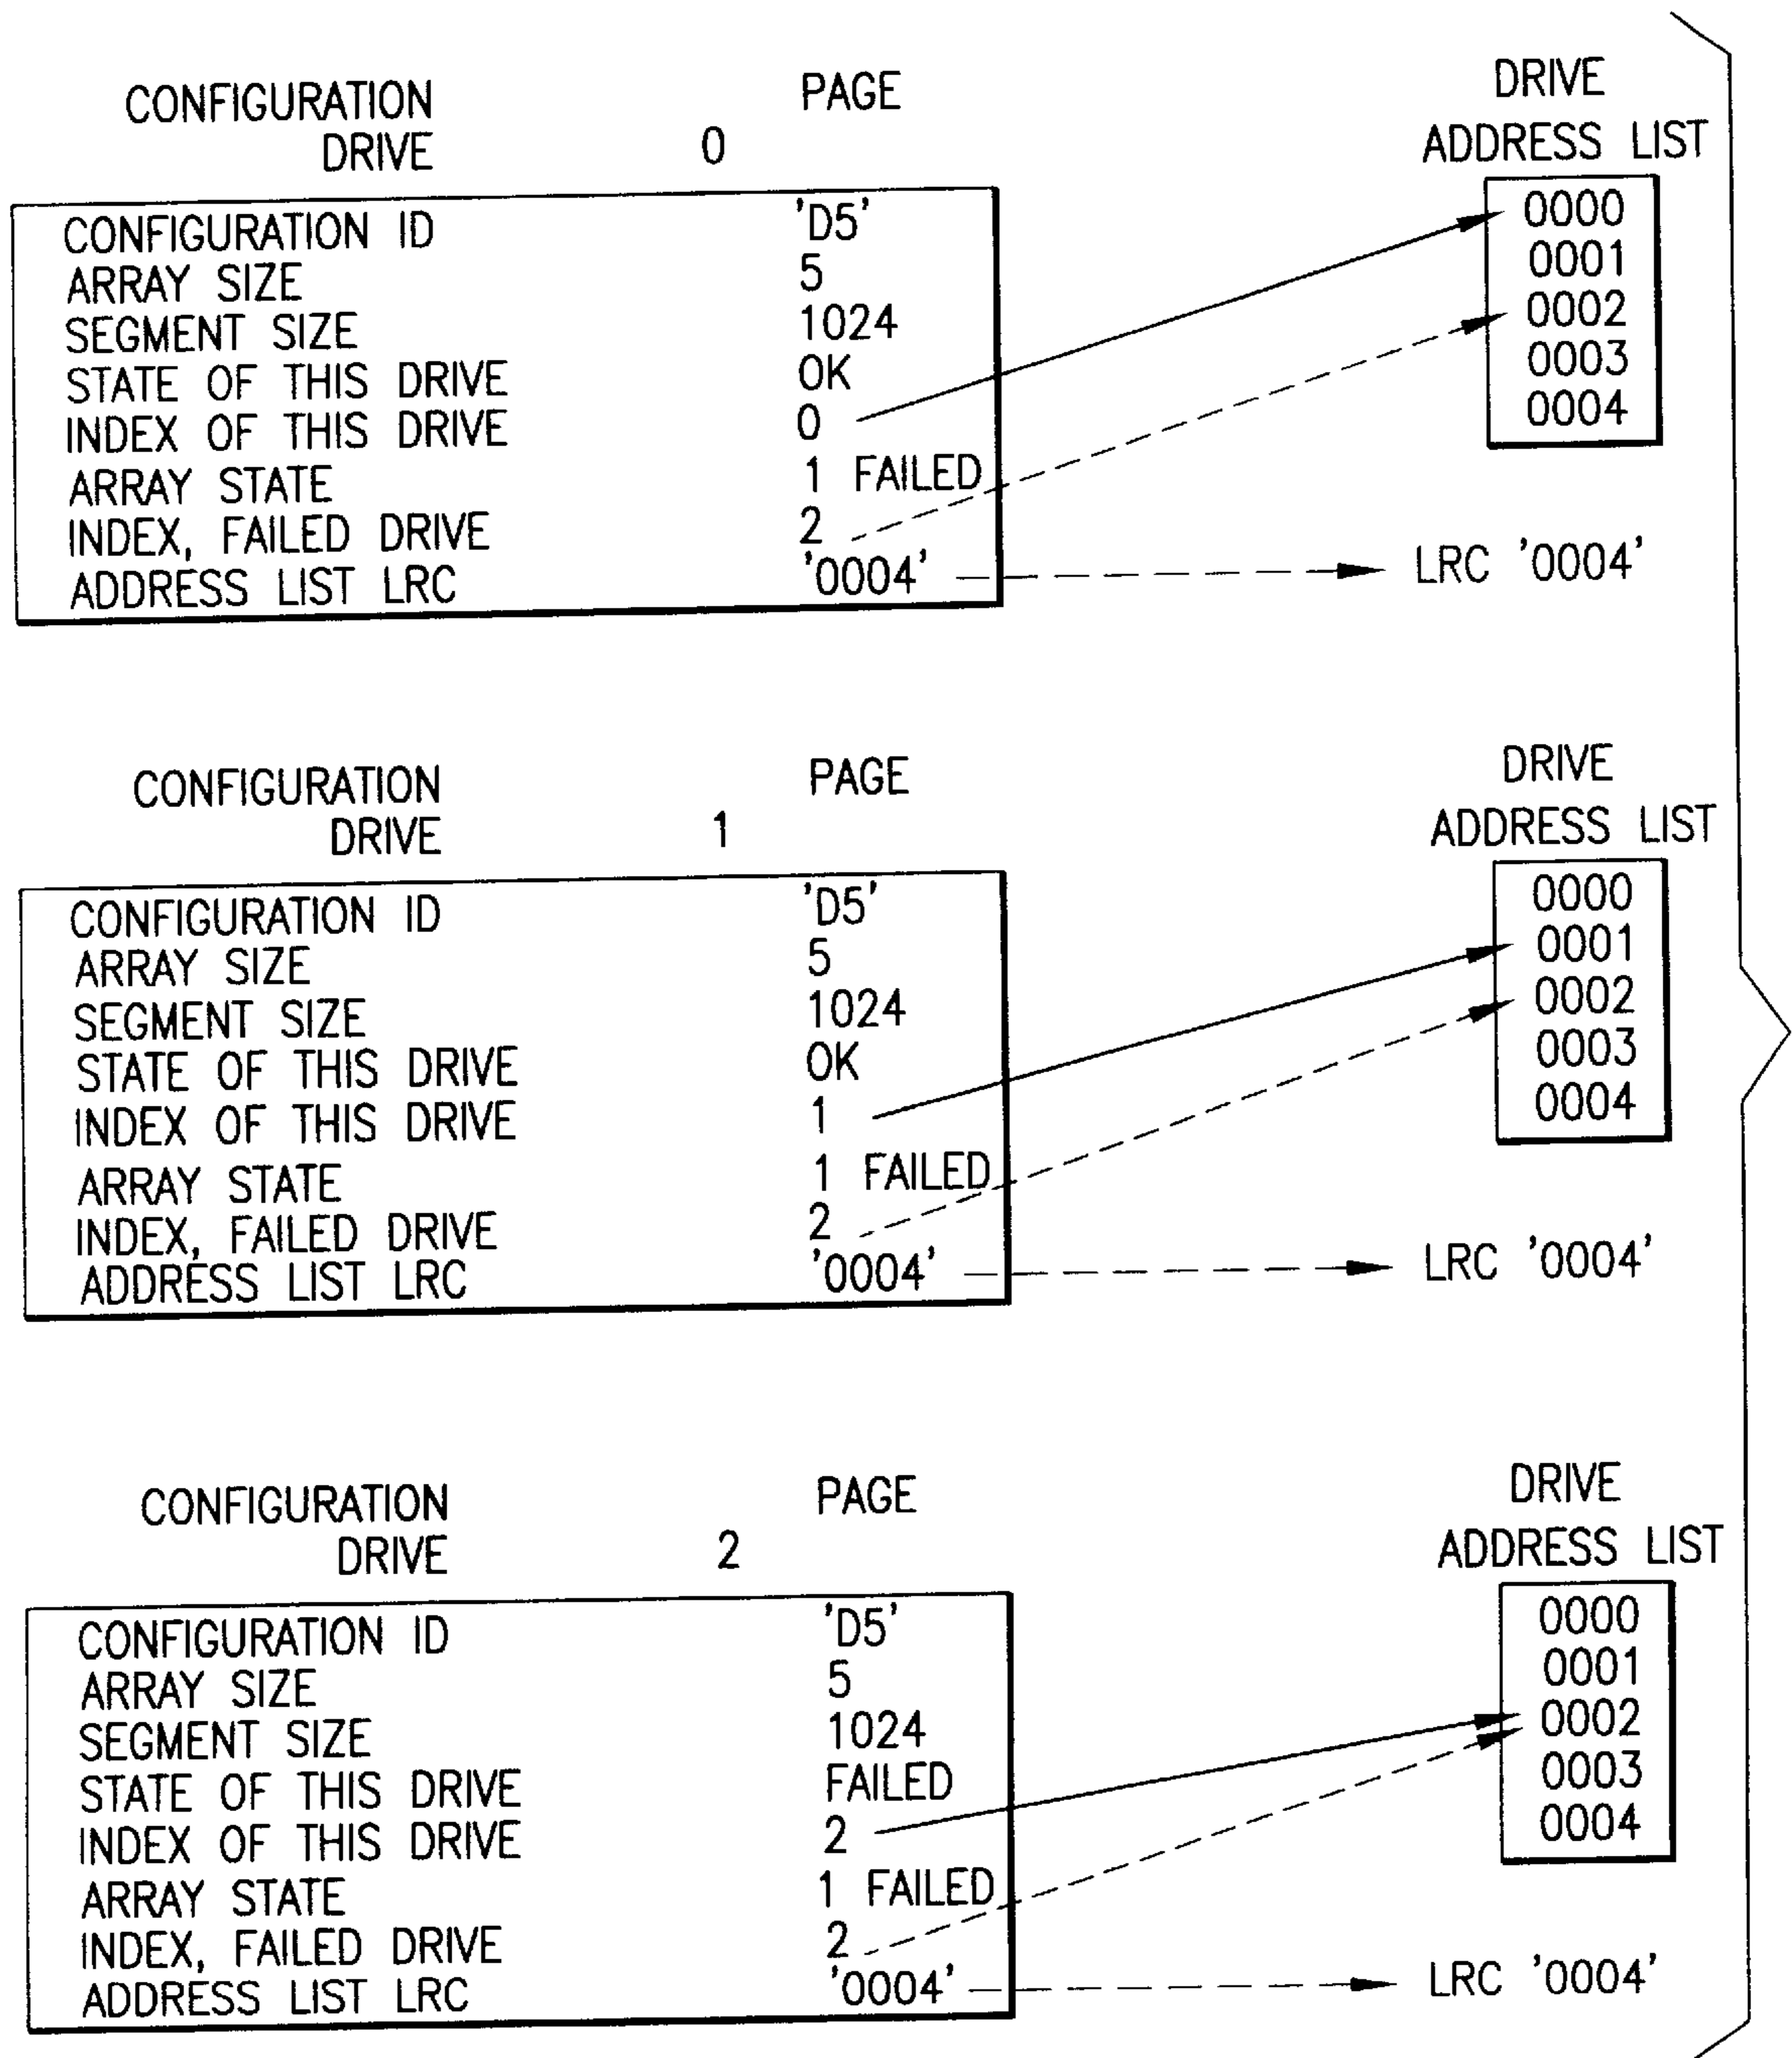 CONFIGURATION PAGE
DRIVE 0
CONFIGURATION ID 'D5'
ARRAY SIZE 5
SEGMENT SIZE 1024
STATE OF THIS DRIVE OK
INDEX OF THIS DRIVE 0
ARRAY STATE 1 FAILED
INDEX, FAILED DRIVE 2
ADDRESS LIST LRC '0004'
DRIVE
ADDRESS LIST
0000
0001
0002
0003
0004
LRC '0004'
CONFIGURATION PAGE
DRIVE 1
CONFIGURATION ID 'D5'
ARRAY SIZE 5
SEGMENT SIZE 1024
STATE OF THIS DRIVE OK
INDEX OF THIS DRIVE 1
ARRAY STATE 1 FAILED
INDEX, FAILED DRIVE 2
ADDRESS LIST LRC '0004'
DRIVE
ADDRESS LIST
0000
0001
0002
0003
0004
LRC '0004'
CONFIGURATION PAGE
DRIVE 2
CONFIGURATION ID 'D5'
ARRAY SIZE 5
SEGMENT SIZE 1024
STATE OF THIS DRIVE FAILED
INDEX OF THIS DRIVE 2
ARRAY STATE 1 FAILED
INDEX, FAILED DRIVE 2
ADDRESS LIST LRC '0004'
DRIVE
ADDRESS LIST
0000
0001
0002
0003
0004
LRC '0004'